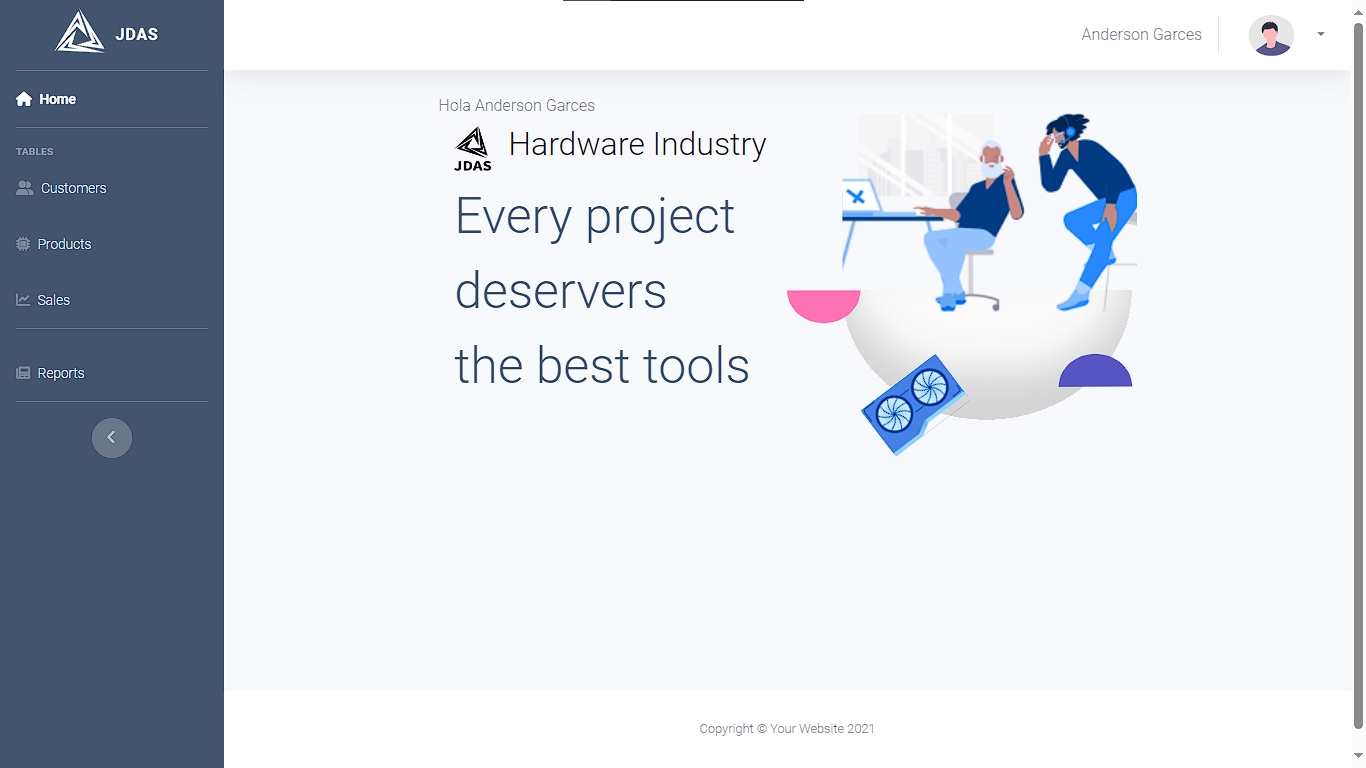 JDAS
Anderson Garces
Home
TABLES
Customers
Products
Sales
Reports
Hola Anderson Garces
JDAS
Hardware Industry
Every project
deservers
the best tools
Copyright © Your Website 2021